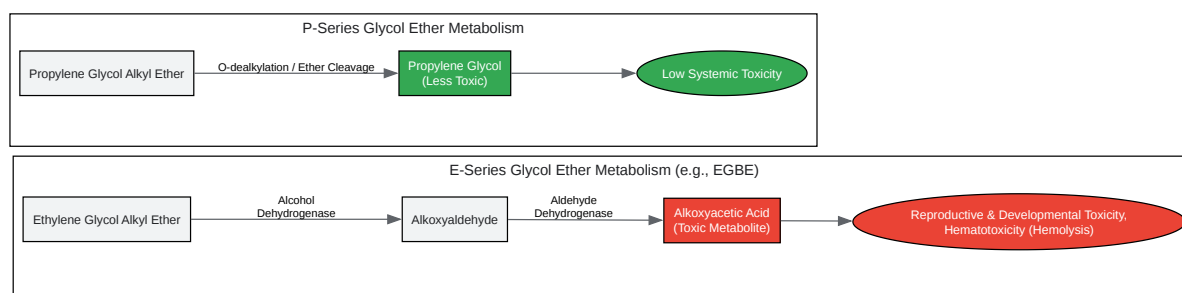 P-Series Glycol Ether Metabolism
Propylene Glycol Alkyl Ether
O-dealkylation / Ether Cleavage
Propylene Glycol
(Less Toxic)
Low Systemic Toxicity
E-Series Glycol Ether Metabolism (e.g., EGBE)
Ethylene Glycol Alkyl Ether
Alcohol
Dehydrogenase
Alkoxyaldehyde
Aldehyde
Dehydrogenase
Alkoxyacetic Acid
(Toxic Metabolite)
Reproductive & Developmental Toxicity,
Hematotoxicity (Hemolysis)